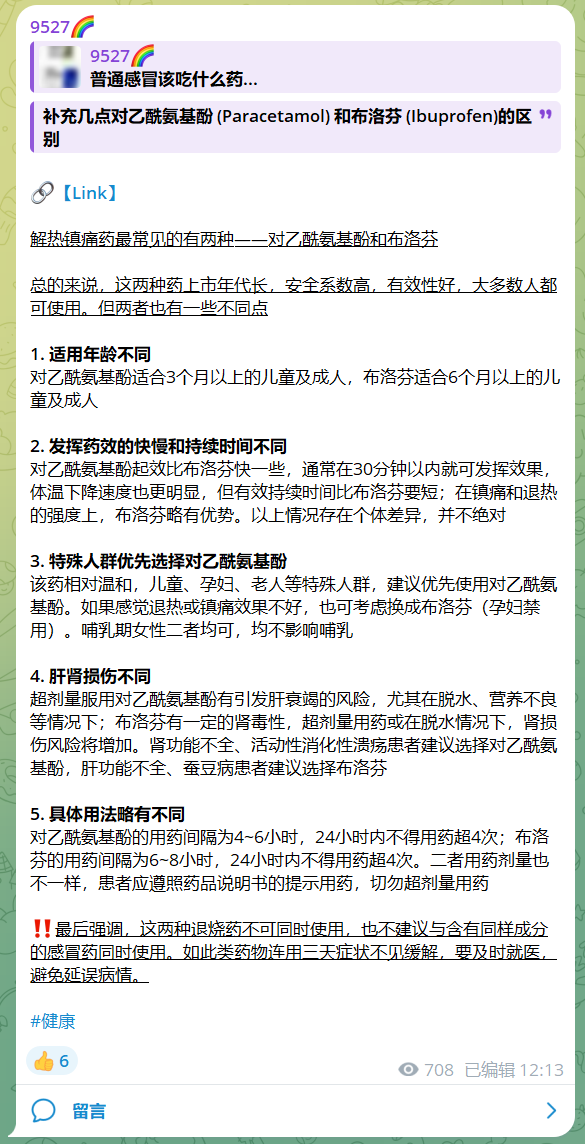 9527🌈
9527🌈
普通感冒该吃什么药...
补充几点对乙酰氨基酚 (Paracetamol) 和布洛芬 (Ibuprofen)的区
别
🔗【Link】
解热镇痛药最常见的有两种——对乙酰氨基酚和布洛芬
总的来说，这两种药上市年代长，安全系数高，有效性好，大多数人都
可使用。但两者也有一些不同点
1. 适用年龄不同
对乙酰氨基酚适合3个月以上的儿童及成人，布洛芬适合6个月以上的儿
童及成人
2. 发挥药效的快慢和持续时间不同
对乙酰氨基酚起效比布洛芬快一些，通常在30分钟以内就可发挥效果，
体温下降速度也更明显，但有效持续时间比布洛芬要短；在镇痛和退热
的强度上，布洛芬略有优势。以上情况存在个体差异，并不绝对
3. 特殊人群优先选择对乙酰氨基酚
该药相对温和，儿童、孕妇、老人等特殊人群，建议优先使用对乙酰氨
基酚。如果感觉退热或镇痛效果不好，也可考虑换成布洛芬（孕妇禁
用）。哺乳期女性二者均可，均不影响哺乳
4. 肝肾损伤不同
超剂量服用对乙酰氨基酚有引发肝衰竭的风险，尤其在脱水、营养不良
等情况下；布洛芬有一定的肾毒性，超剂量用药或在脱水情况下，肾损
伤风险将增加。肾功能不全、活动性消化性溃疡患者建议选择对乙酰氨
基酚，肝功能不全、蚕豆病患者建议选择布洛芬
5. 具体用法略有不同
对乙酰氨基酚的用药间隔为4~6小时，24小时内不得用药超4次；布洛
芬的用药间隔为6~8小时，24小时内不得用药超4次。二者用药剂量也
不一样，患者应遵照药品说明书的提示用药，切勿超剂量用药
‼️最后强调，这两种退烧药不可同时使用，也不建议与含有同样成分
的感冒药同时使用。如此类药物连用三天症状不见缓解，要及时就医，
避免延误病情。
#健康
👍 6
708 已编辑 12:13
留言